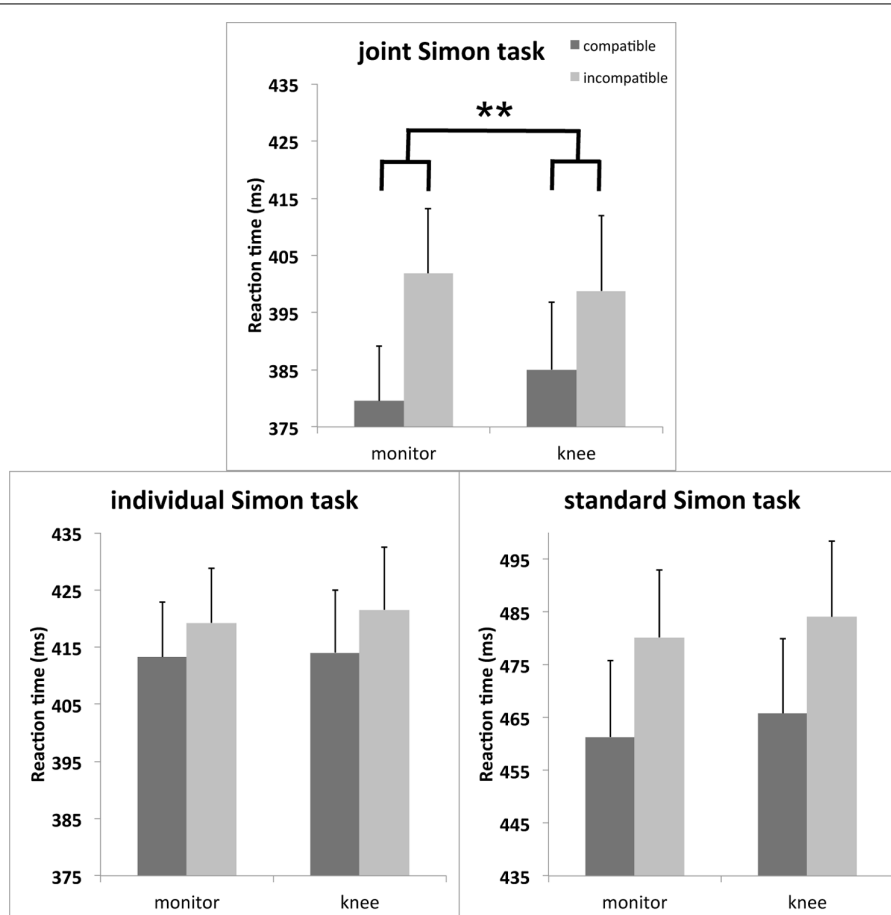 joint Simon task
compatible
incompatible
**
Reaction time (ms)
435
425
415
405
395
385
375
monitor knee
individual Simon task
Reaction time (ms)
435
425
415
405
395
385
375
monitor knee
standard Simon task
Reaction time (ms)
495
485
475
465
455
445
435
monitor knee